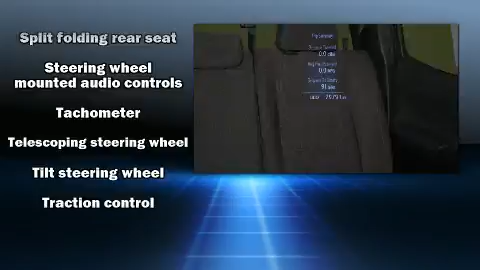 Split folding rear seat
Steering wheel
mounted audio controls
Tachometer
Telescoping steering wheel
Tilt steering wheel
Traction control